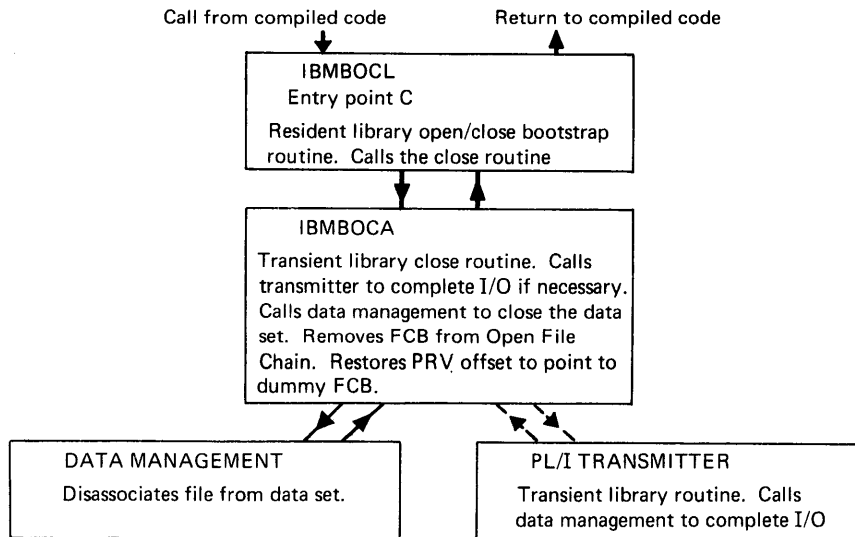 Call from compiled code
Return to compiled code
IBMBOCL
Entry point C
Resident library open/close bootstrap
routine. Calls the close routine
IBMBOCA
Transient library close routine. Calls
transmitter to complete I/O if necessary.
Calls data management to close the data
set. Removes FCB from Open File
Chain. Restores PRV offset to point to
dummy FCB.
DATA MANAGEMENT
Disassociates file from data set.
PL/I TRANSMITTER
Transient library routine. Calls
data management to complete I/O